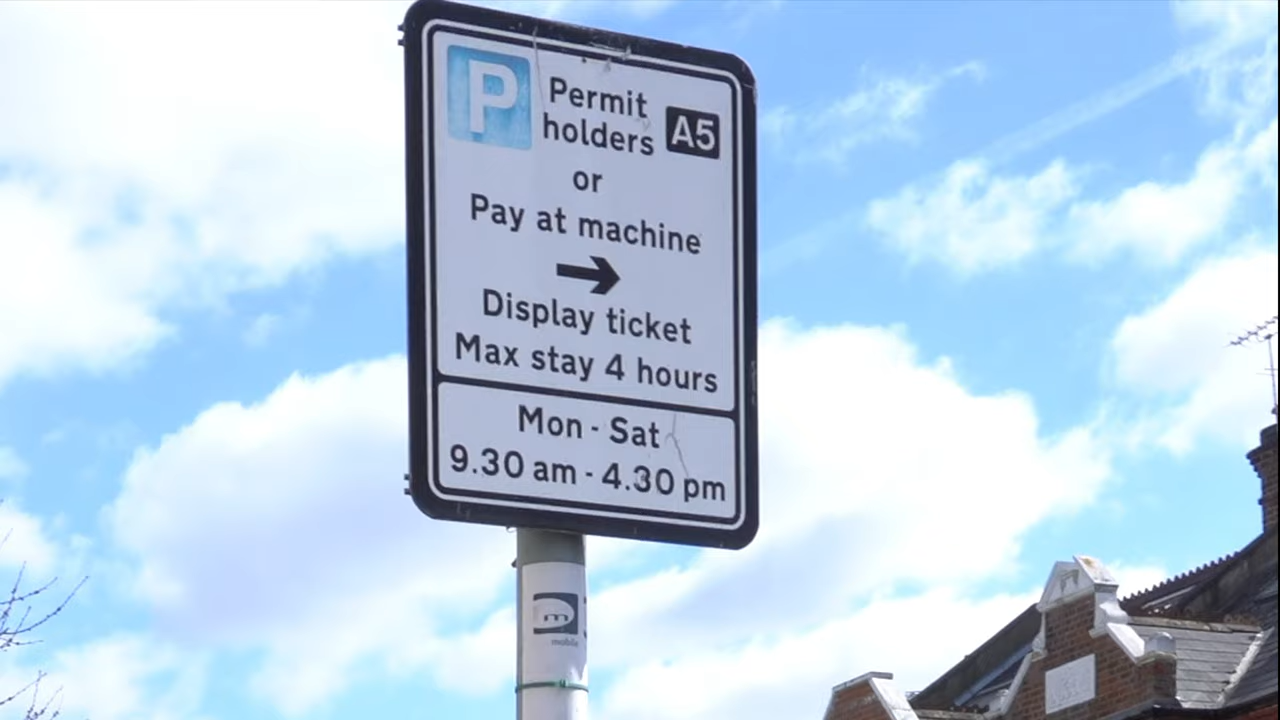 P Permit
holders A5
or
Pay at machine
Display ticket
Max stay 4 hours
Mon - Sat
9.30 am - 4.30 pm
m
mobile